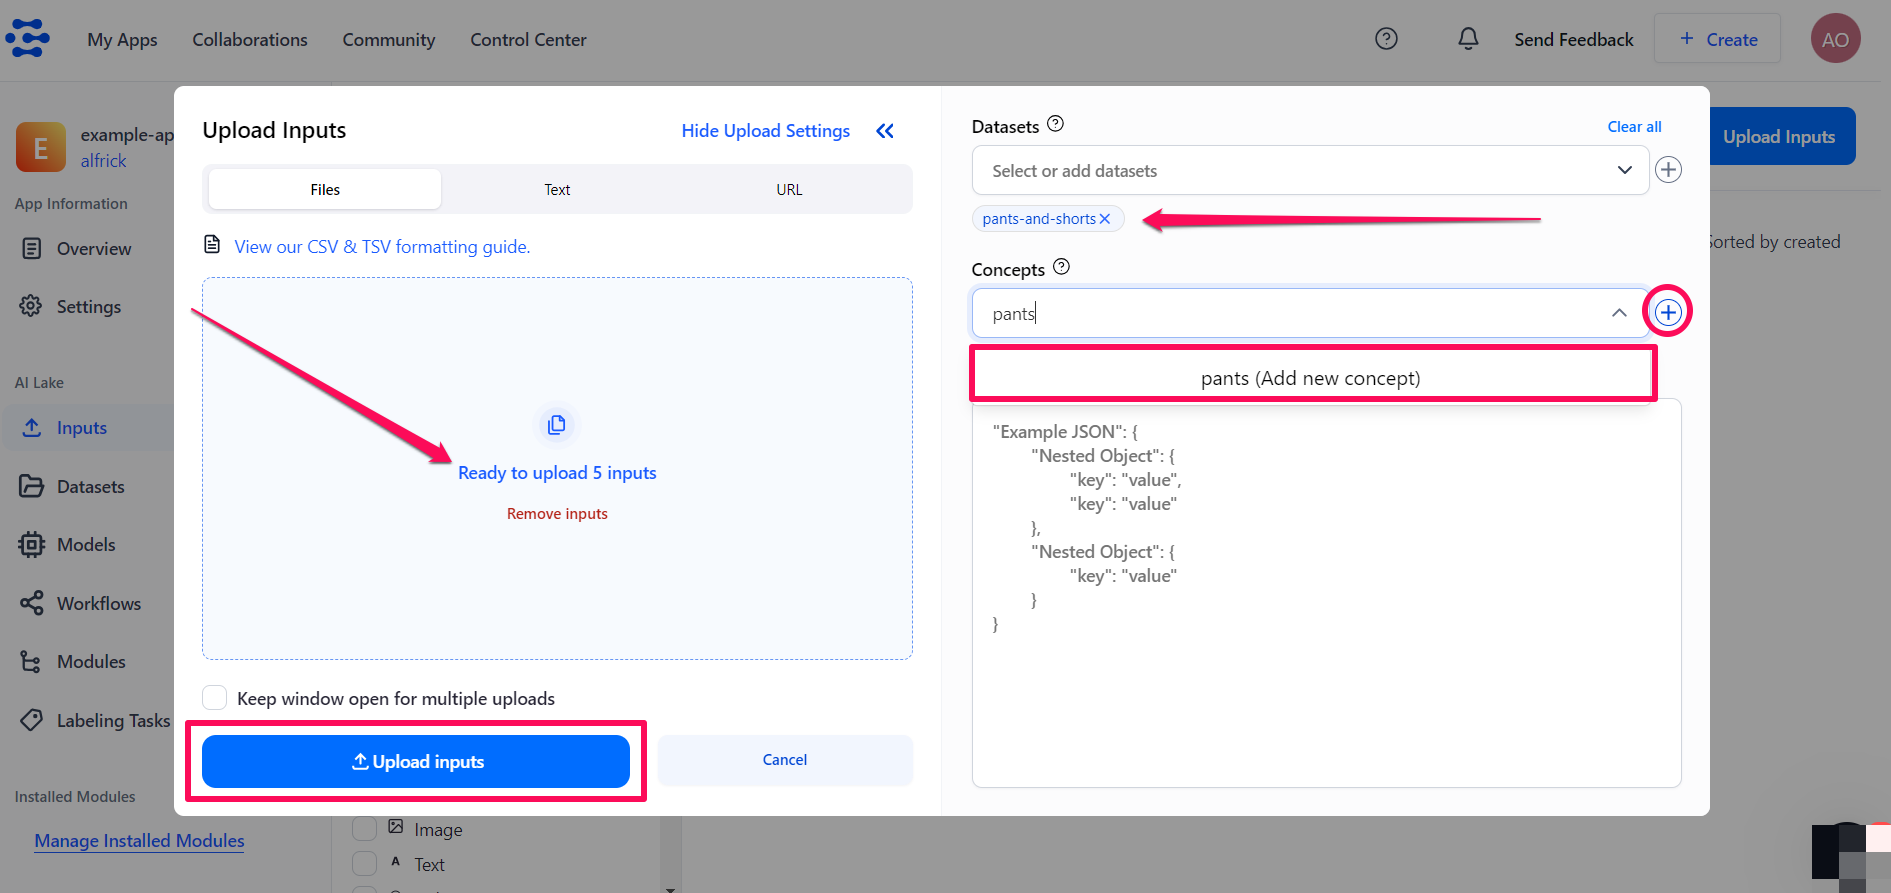 My Apps
Collaborations
Community
Control Center
Send Feedback
+ Create
AO
E
example-ap
alfrick
App Information
Overview
Settings
AI Lake
Inputs
Datasets
Models
Workflows
Modules
Labeling Tasks
Installed Modules
Manage Installed Modules
Upload Inputs
Hide Upload Settings
Files
Text
URL
View our CSV & TSV formatting guide.
Ready to upload 5 inputs
Remove inputs
Keep window open for multiple uploads
Upload inputs
Cancel
Datasets
Clear all
Select or add datasets
pants-and-shorts
Concepts
pants
pants (Add new concept)
"Example JSON": {
"Nested Object": {
"key": "value",
"key": "value"
},
"Nested Object": {
"key": "value"
}
}
Upload Inputs
Sorted by created
Image
A Text